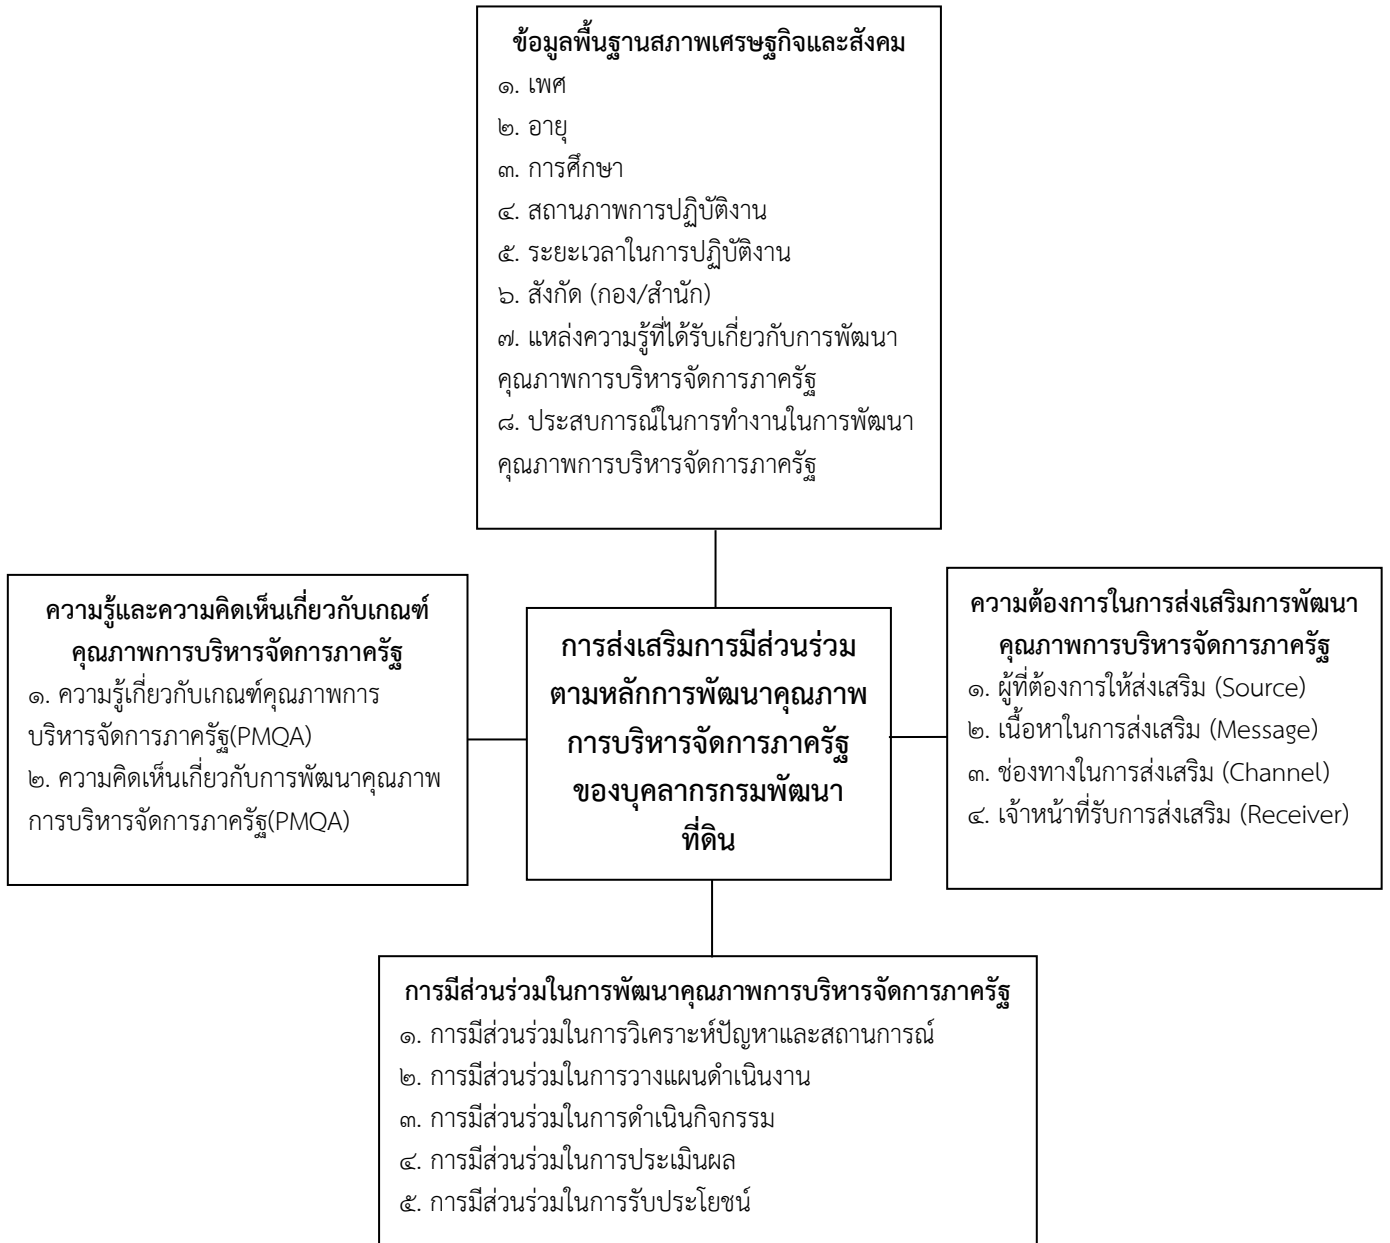 ข้อมูลพื้นฐานสภาพเศรษฐกิจและสังคม
๑. เพศ
๒. อายุ
๓. การศึกษา
๔. สถานภาพการปฏิบัติงาน
๕. ระยะเวลาในการปฏิบัติงาน
๖. สังกัด (กอง/สำนัก)
๗. แหล่งความรู้ที่ได้รับเกี่ยวกับการพัฒนา
คุณภาพการบริหารจัดการภาครัฐ
๘. ประสบการณ์ในการทำงานในการพัฒนา
คุณภาพการบริหารจัดการภาครัฐ
ความรู้และความคิดเห็นเกี่ยวกับเกณฑ์
คุณภาพการบริหารจัดการภาครัฐ
๑. ความรู้เกี่ยวกับเกณฑ์คุณภาพการ
บริหารจัดการภาครัฐ(PMQA)
๒. ความคิดเห็นเกี่ยวกับการพัฒนาคุณภาพ
การบริหารจัดการภาครัฐ(PMQA)
การส่งเสริมการมีส่วนร่วม
ตามหลักการพัฒนาคุณภาพ
การบริหารจัดการภาครัฐ
ของบุคลากรกรมพัฒนา
ที่ดิน
ความต้องการในการส่งเสริมการพัฒนา
คุณภาพการบริหารจัดการภาครัฐ
๑. ผู้ที่ต้องการให้ส่งเสริม (Source)
๒. เนื้อหาในการส่งเสริม (Message)
๓. ช่องทางในการส่งเสริม (Channel)
๔. เจ้าหน้าที่รับการส่งเสริม (Receiver)
การมีส่วนร่วมในการพัฒนาคุณภาพการบริหารจัดการภาครัฐ
๑. การมีส่วนร่วมในการวิเคราะห์ปัญหาและสถานการณ์
๒. การมีส่วนร่วมในการวางแผนดำเนินงาน
๓. การมีส่วนร่วมในการดำเนินกิจกรรม
๔. การมีส่วนร่วมในการประเมินผล
๕. การมีส่วนร่วมในการรับประโยชน์